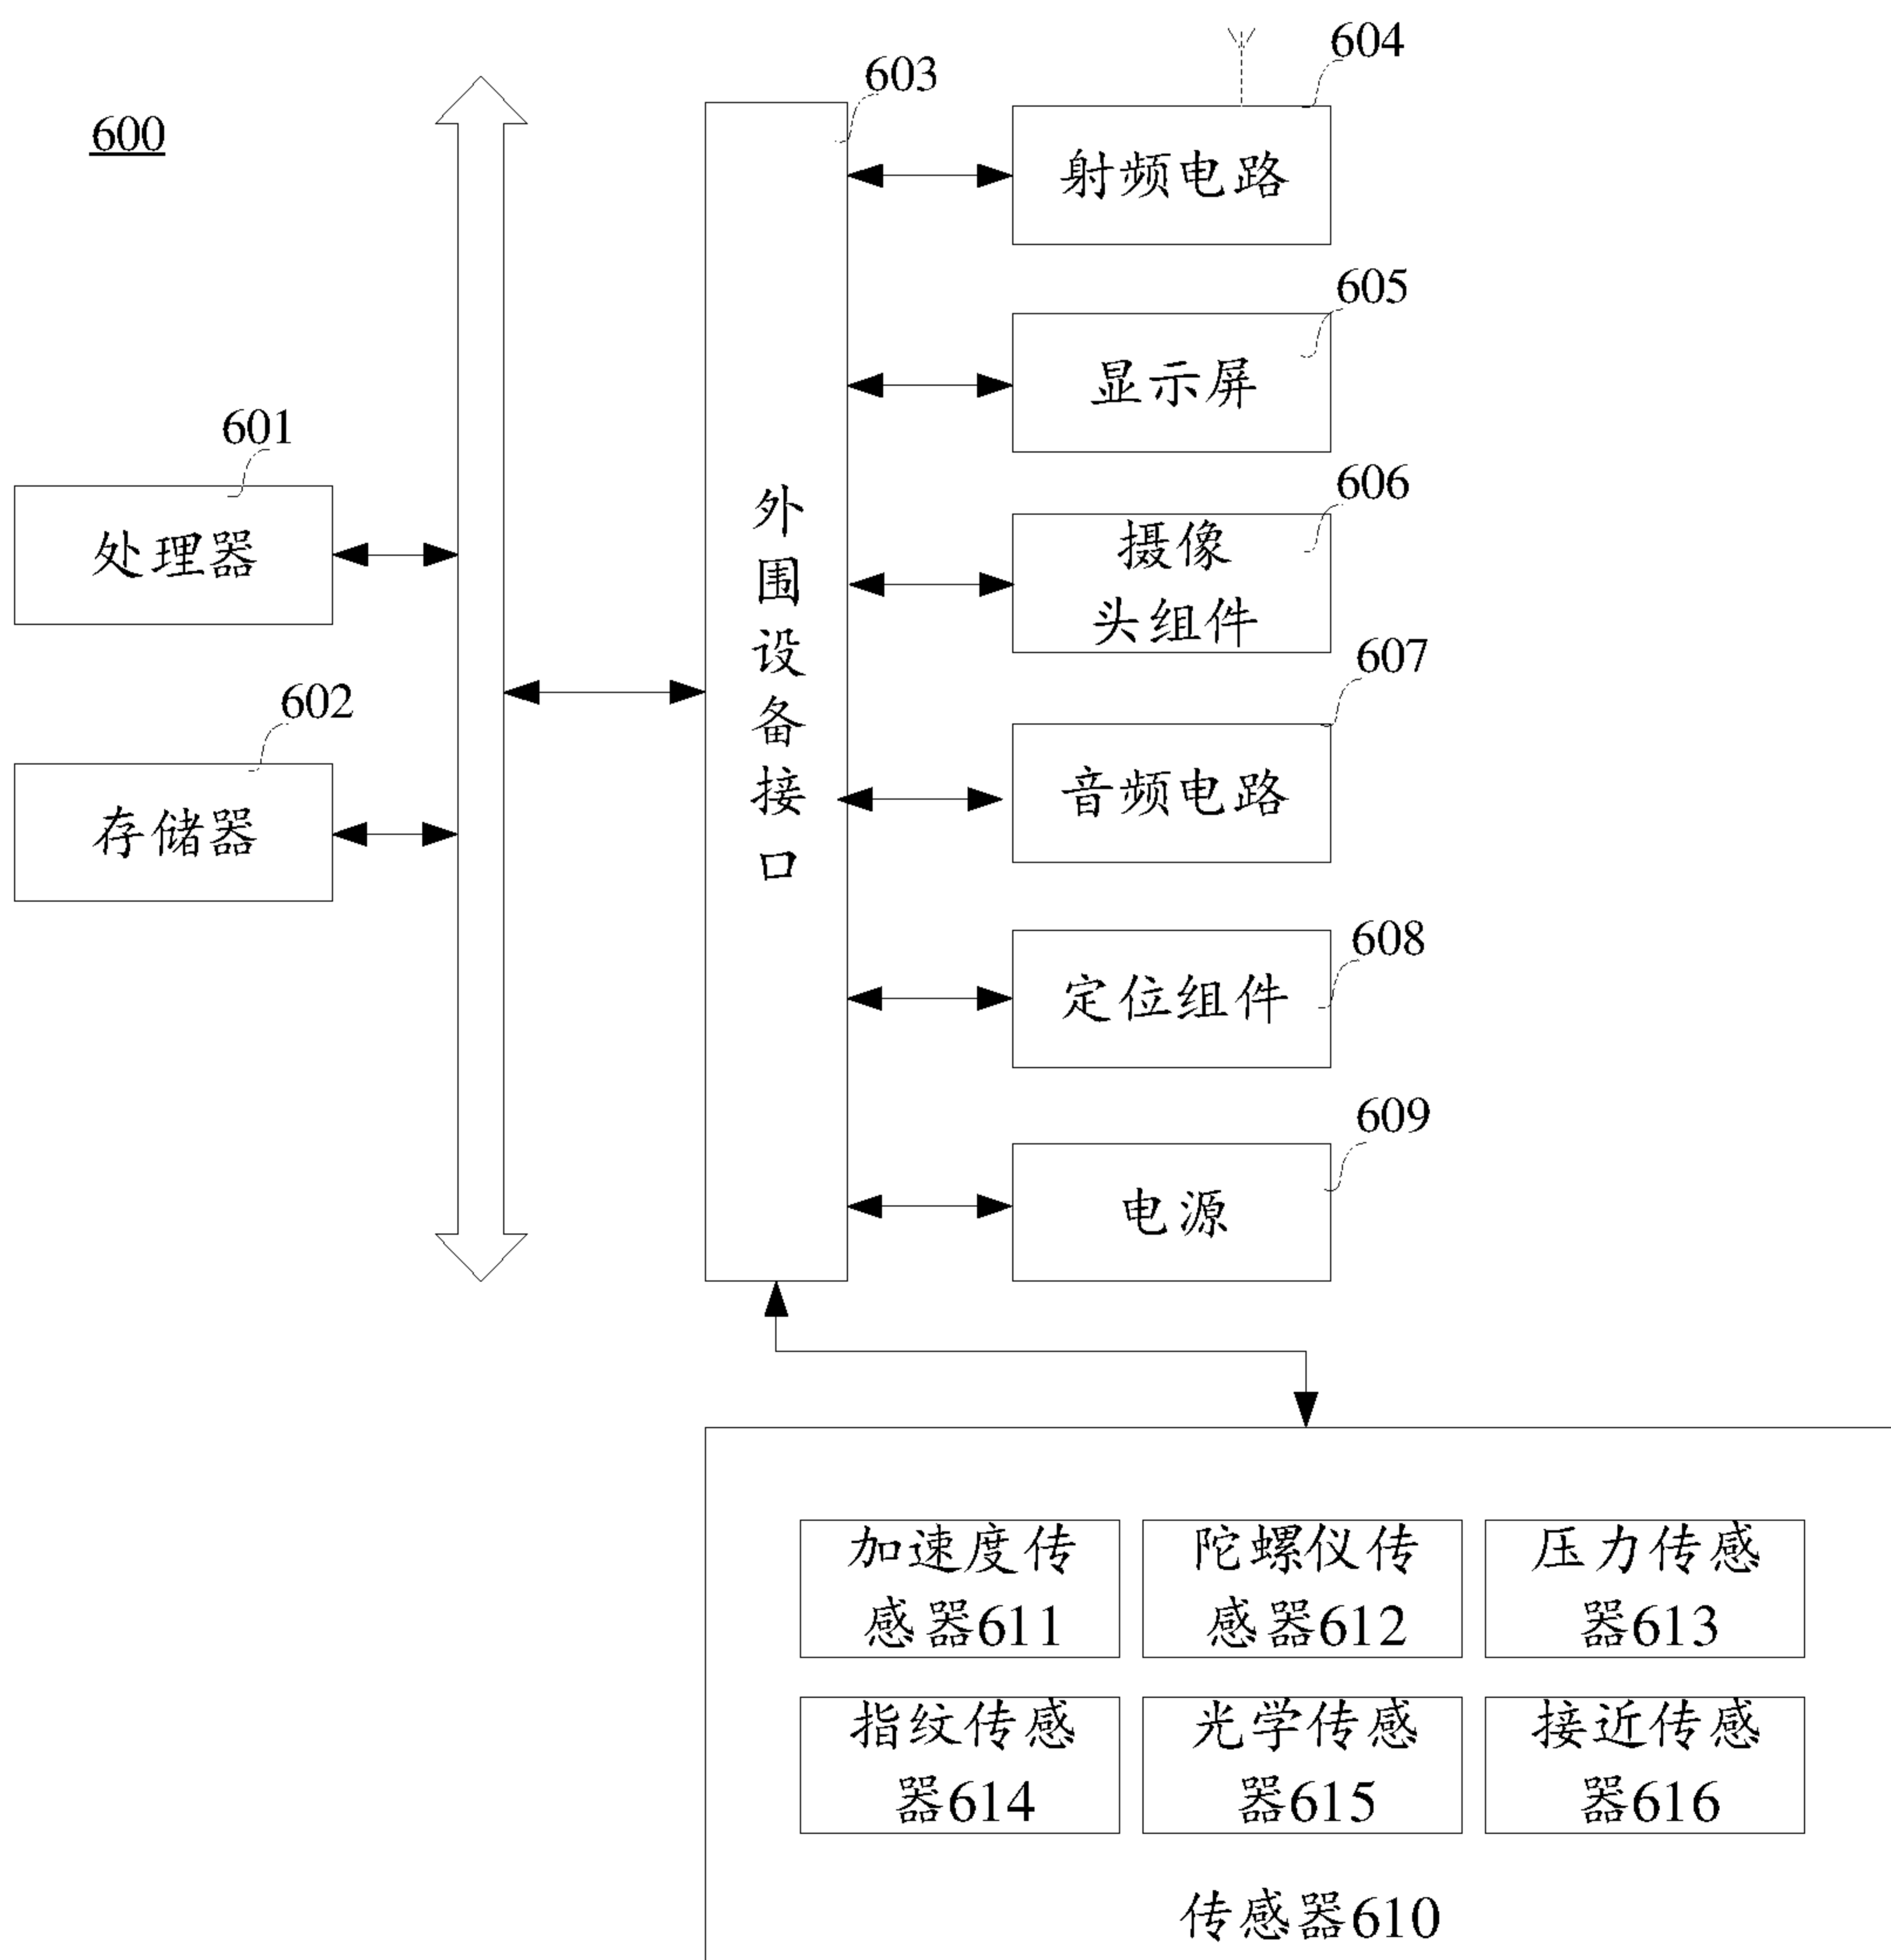 600
603
604
射频电路
605
显示屏
601
处理器
606
摄像
头组件
外围设备接口
602
存储器
607
音频电路
608
定位组件
609
电源
加速度传
感器611
陀螺仪传
感器612
压力传感
器613
指纹传感
器614
光学传感
器615
接近传感
器616
传感器610